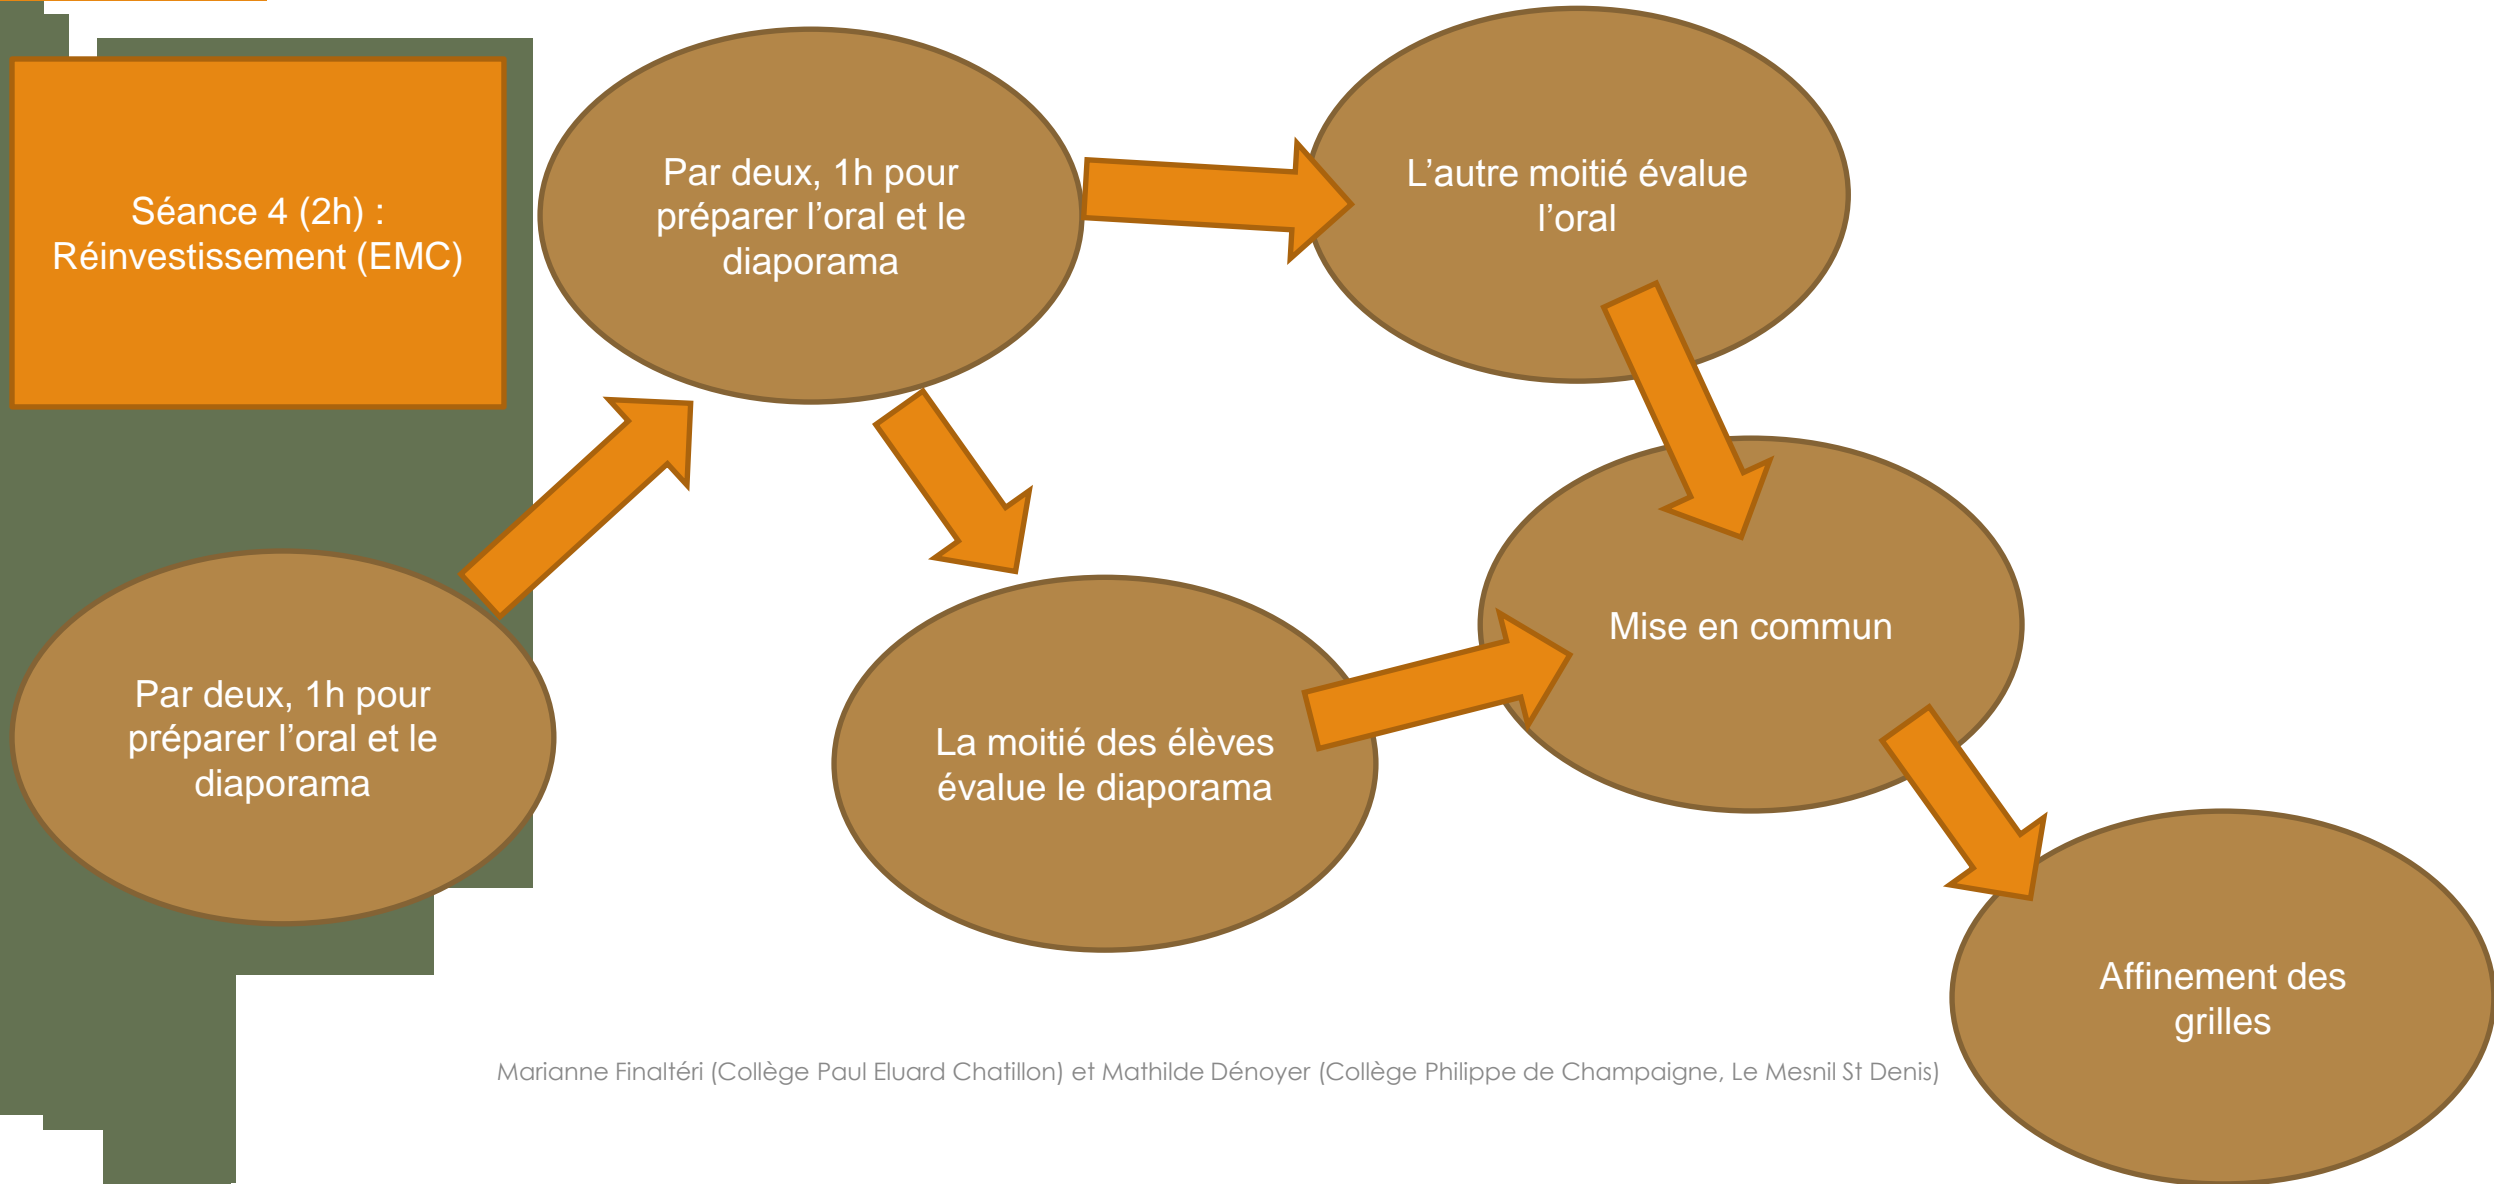 Séance 4 (2h) :
Réinvestissement (EMC)
Par deux, 1h pour
préparer l’oral et le
diaporama
L’autre moitié évalue
l’oral
Par deux, 1h pour
préparer l’oral et le
diaporama
La moitié des élèves
évalue le diaporama
Mise en commun
Affinement des
grilles
Marianne Finaltéri (Collège Paul Eluard Chatillon) et Mathilde Dénoyer (Collège Philippe de Champaigne, Le Mesnil St Denis)